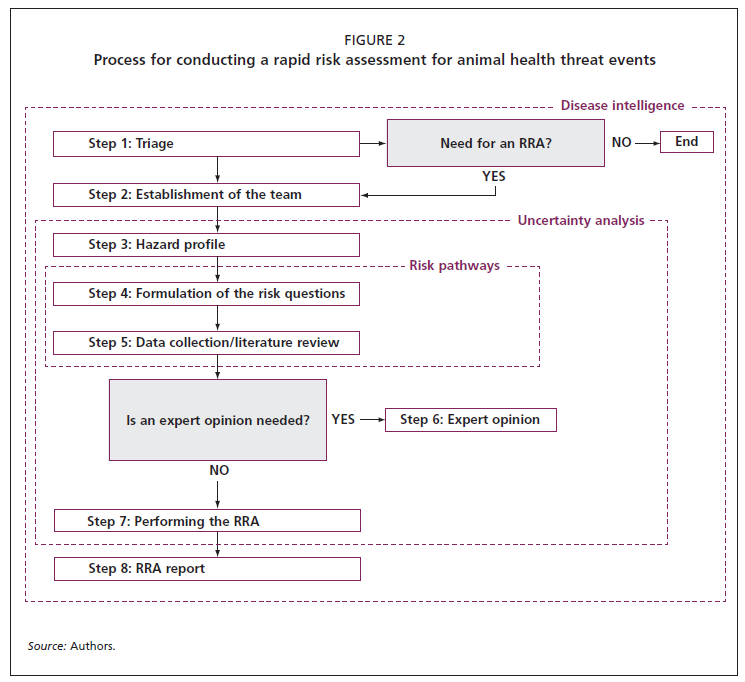 FIGURE 2
Process for conducting a rapid risk assessment for animal health threat events
Disease intelligence
Step 1: Triage
Need for an RRA?
NO
End
YES
Step 2: Establishment of the team
Uncertainty analysis
Step 3: Hazard profile
Risk pathways
Step 4: Formulation of the risk questions
Step 5: Data collection/literature review
Is an expert opinion needed?
YES
Step 6: Expert opinion
NO
Step 7: Performing the RRA
Step 8: RRA report
Source: Authors.